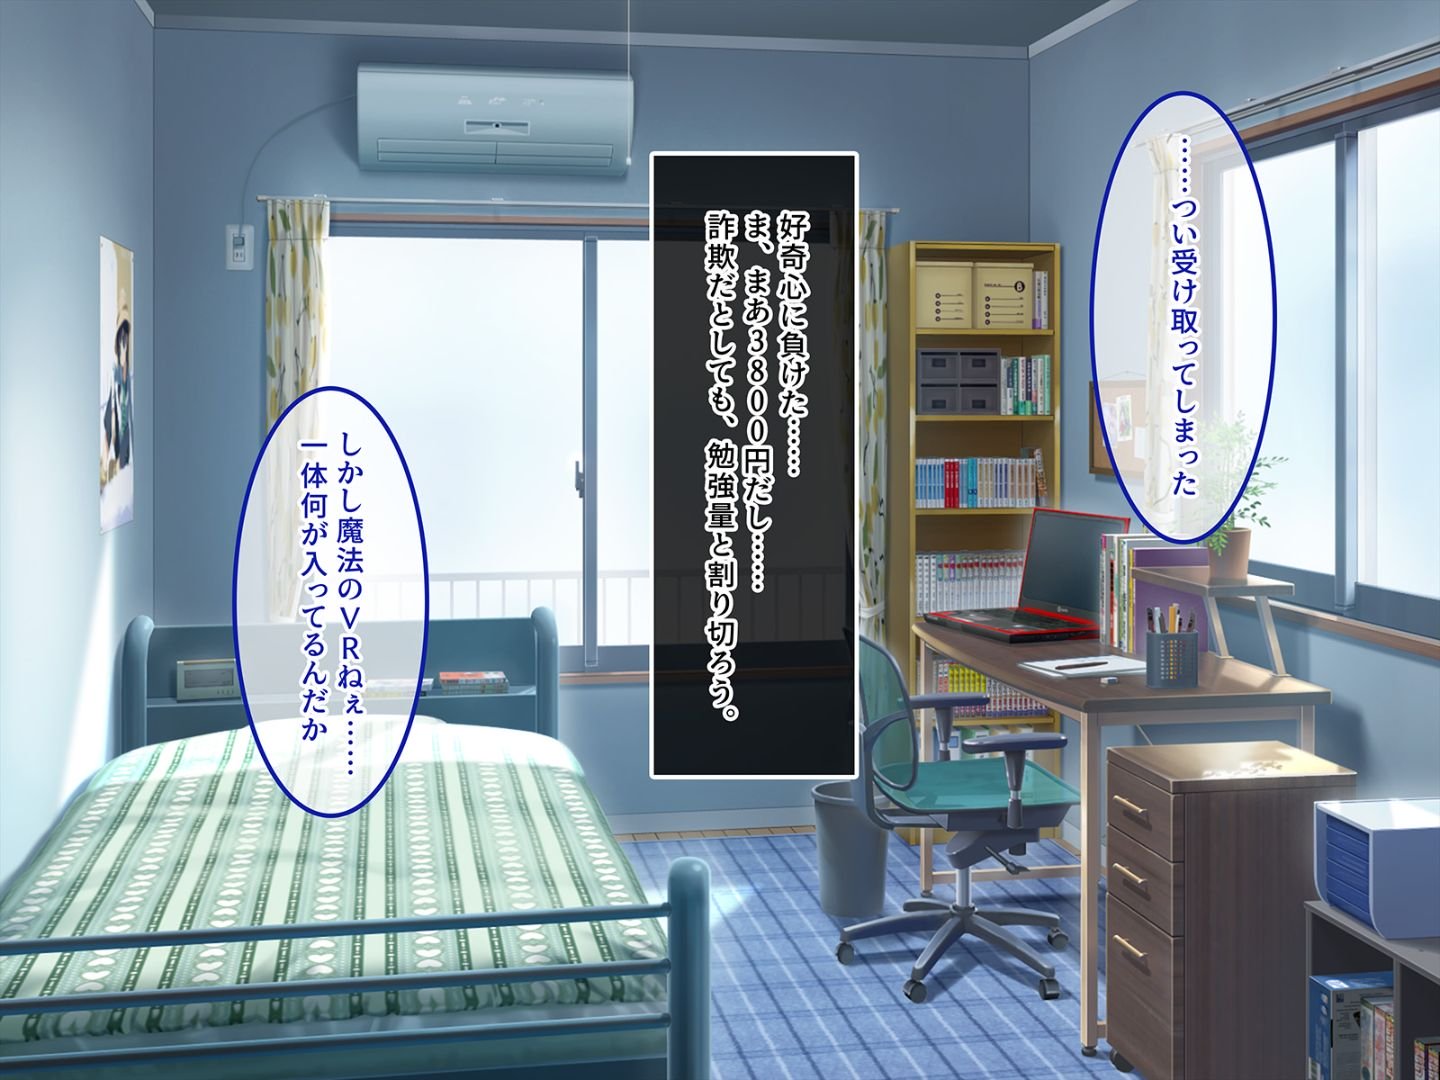 ……つい受け取ってしまった
好奇心に負けた……
ま、まあ3800円だし……
詐欺だとしても、勉強量と割り切ろう。
しかし魔法のVRねぇ……
一体何が入ってるんだか